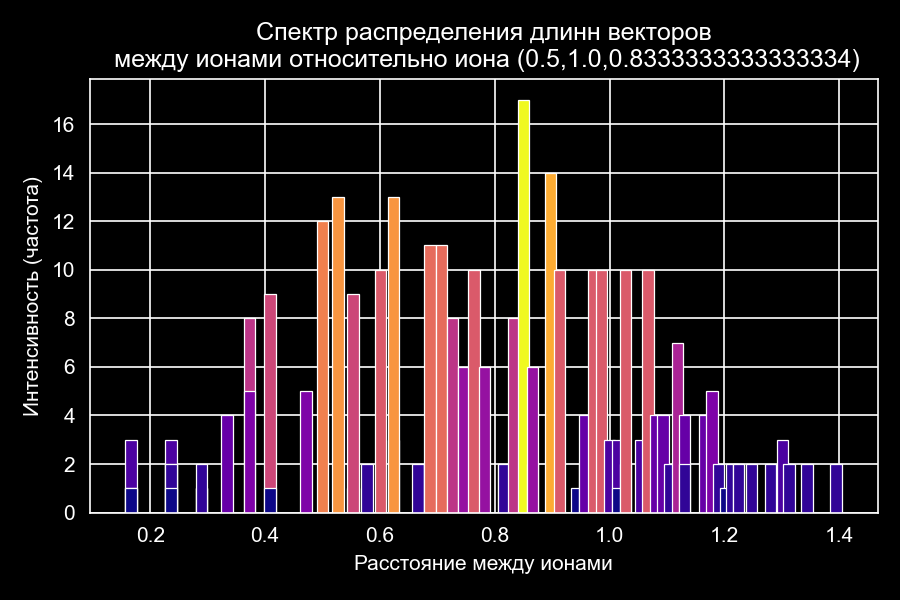 Спектр распределения длинн векторов
между ионами относительно иона (0.5,1.0,0.8333333333333334)
Интенсивность (частота)
16
14
12
10
8
6
4
2
0
0.2 0.4 0.6 0.8 1.0 1.2 1.4
Расстояние между ионами